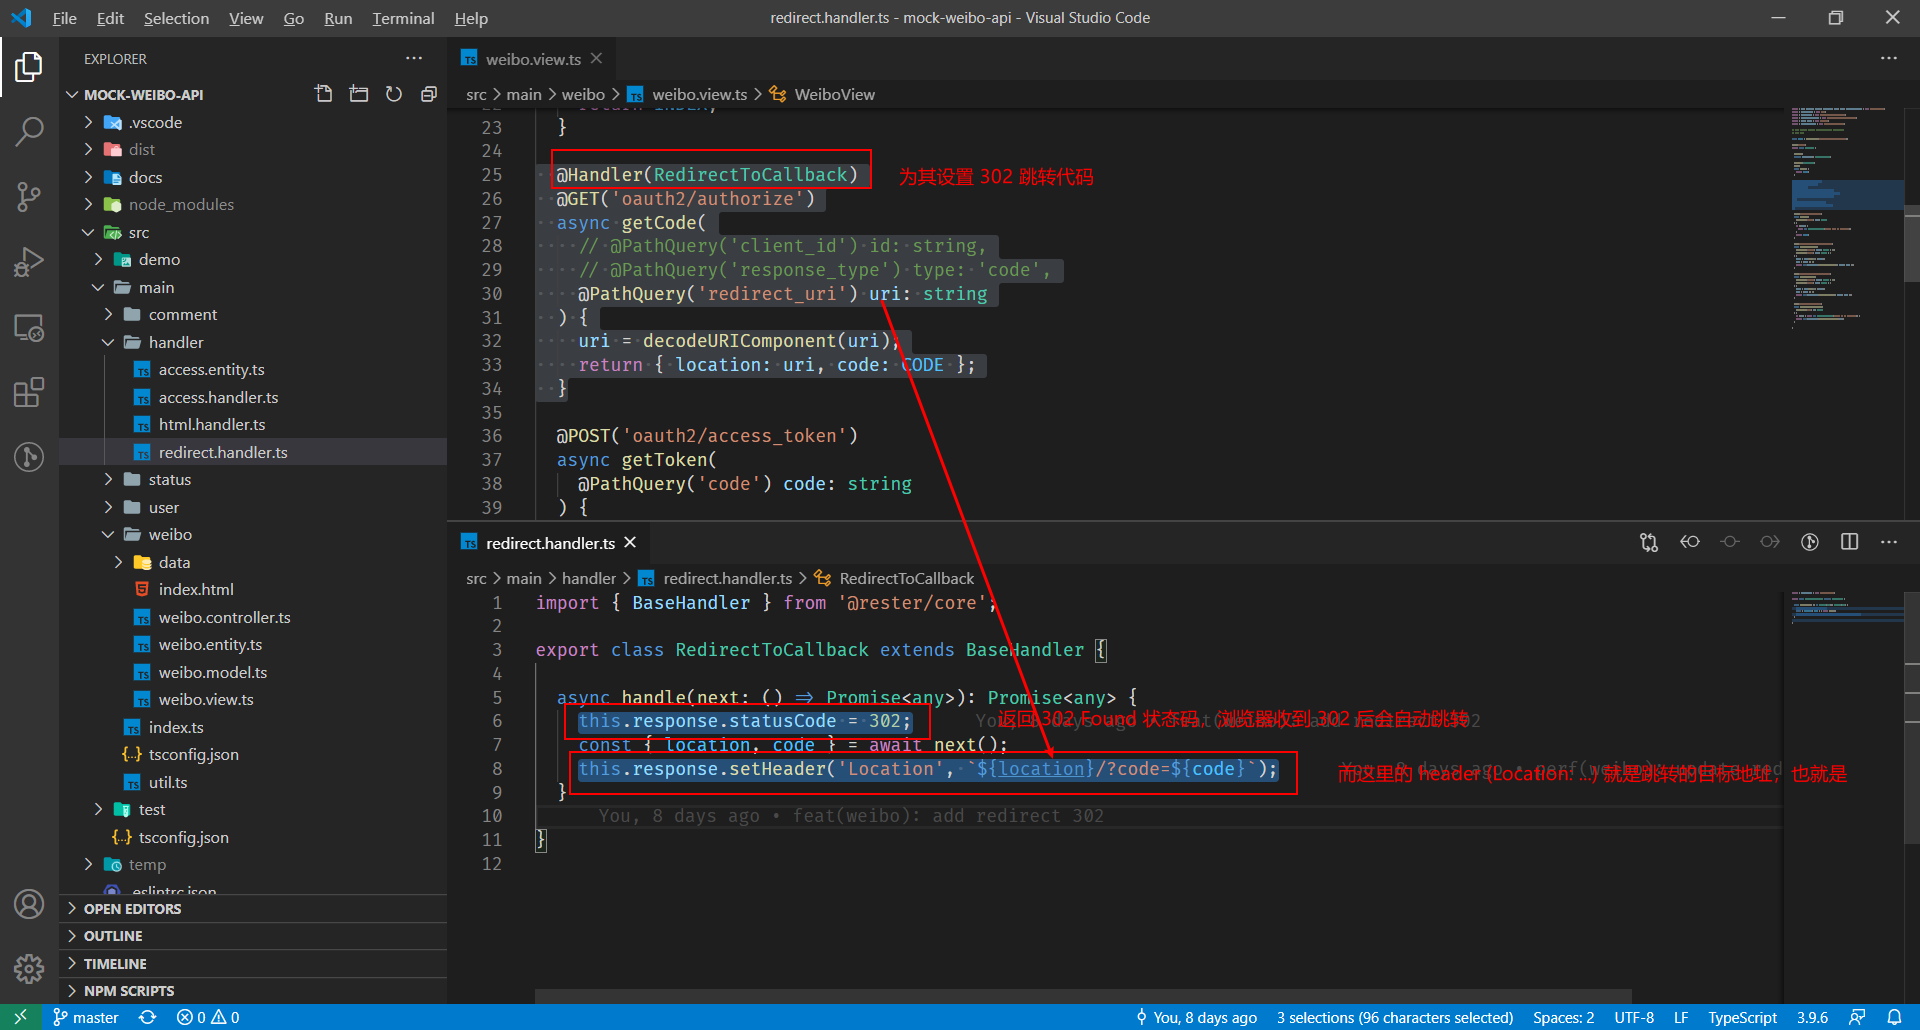 File Edit Selection View Go Run Terminal Help
redirect.handler.ts - mock-weibo-api - Visual Studio Code
EXPLORER
MOCK-WEIBO-API
.vscode
dist
docs
node_modules
src
demo
main
comment
handler
access.entity.ts
access.handler.ts
html.handler.ts
redirect.handler.ts
status
user
weibo
data
index.html
weibo.controller.ts
weibo.entity.ts
weibo.model.ts
weibo.view.ts
index.ts
tsconfig.json
util.ts
test
tsconfig.json
temp
.eslintrc.json
OPEN EDITORS
OUTLINE
TIMELINE
NPM SCRIPTS
weibo.view.ts
src > main > weibo > weibo.view.ts > WeiboView
22 return INDEX;
23 }
24
25 @Handler(RedirectToCallback) 为其设置 302 跳转代码
26 @GET('oauth2/authorize')
27 async getCode(
28 // @PathQuery('client_id') id: string,
29 // @PathQuery('response_type') type: 'code',
30 @PathQuery('redirect_uri') uri: string
31 ) {
32 uri = decodeURIComponent(uri);
33 return { location: uri, code: CODE };
34 }
35
36 @POST('oauth2/access_token')
37 async getToken(
38 @PathQuery('code') code: string
39 ) {
redirect.handler.ts
src > main > handler > redirect.handler.ts > RedirectToCallback
1 import { BaseHandler } from '@rester/core';
2
3 export class RedirectToCallback extends BaseHandler {
4
5 async handle(next: () => Promise<any>): Promise<any> {
6 this.response.statusCode = 302;
返回 302 Found 状态码，浏览器收到 302 后会自动跳转
7 const { location, code } = await next();
8 this.response.setHeader('Location', `${location}/?code=${code}`);
而这里的 header (Location: ...) 就是跳转的目标地址，也就是
9 }
10 You, 8 days ago • feat(weibo): add redirect 302
11 }
12
master
0 0
You, 8 days ago
3 selections (96 characters selected)
Spaces: 2
UTF-8
LF
TypeScript
3.9.6